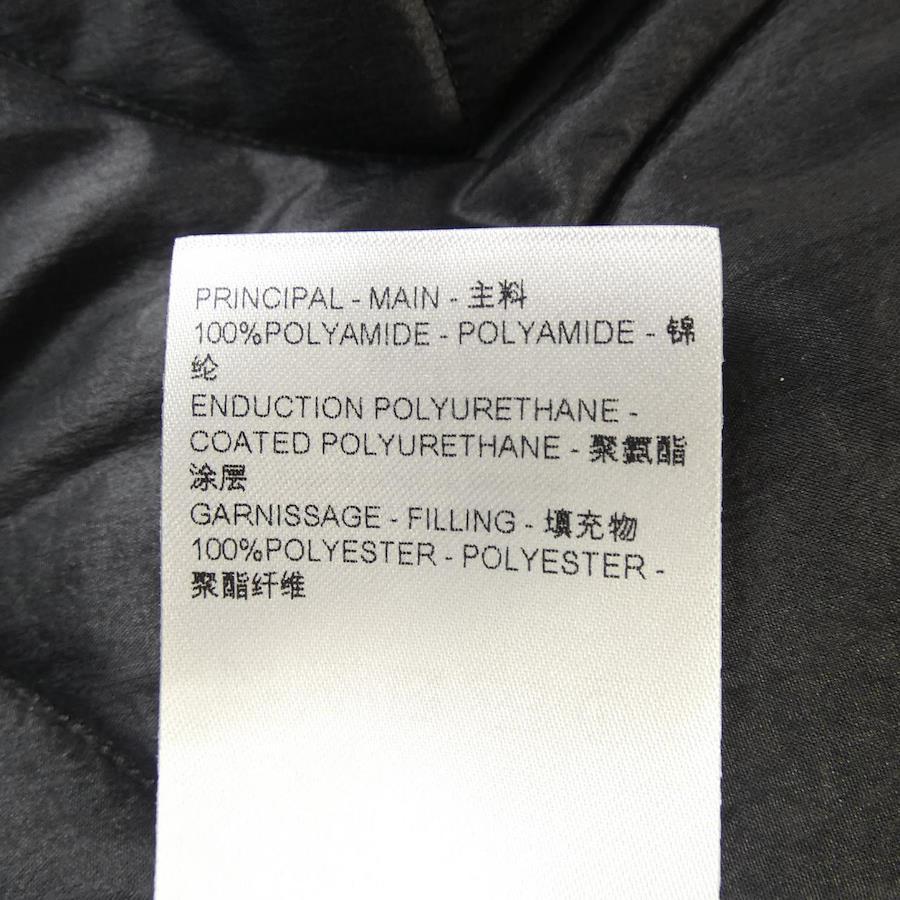 PRINCIPAL - MAIN - 主料
100%POLYAMIDE - POLYAMIDE - 锦
纶
ENDUCTION POLYURETHANE -
COATED POLYURETHANE - 聚氨酯
涂层
GARNISSAGE - FILLING - 填充物
100%POLYESTER - POLYESTER -
聚酯纤维